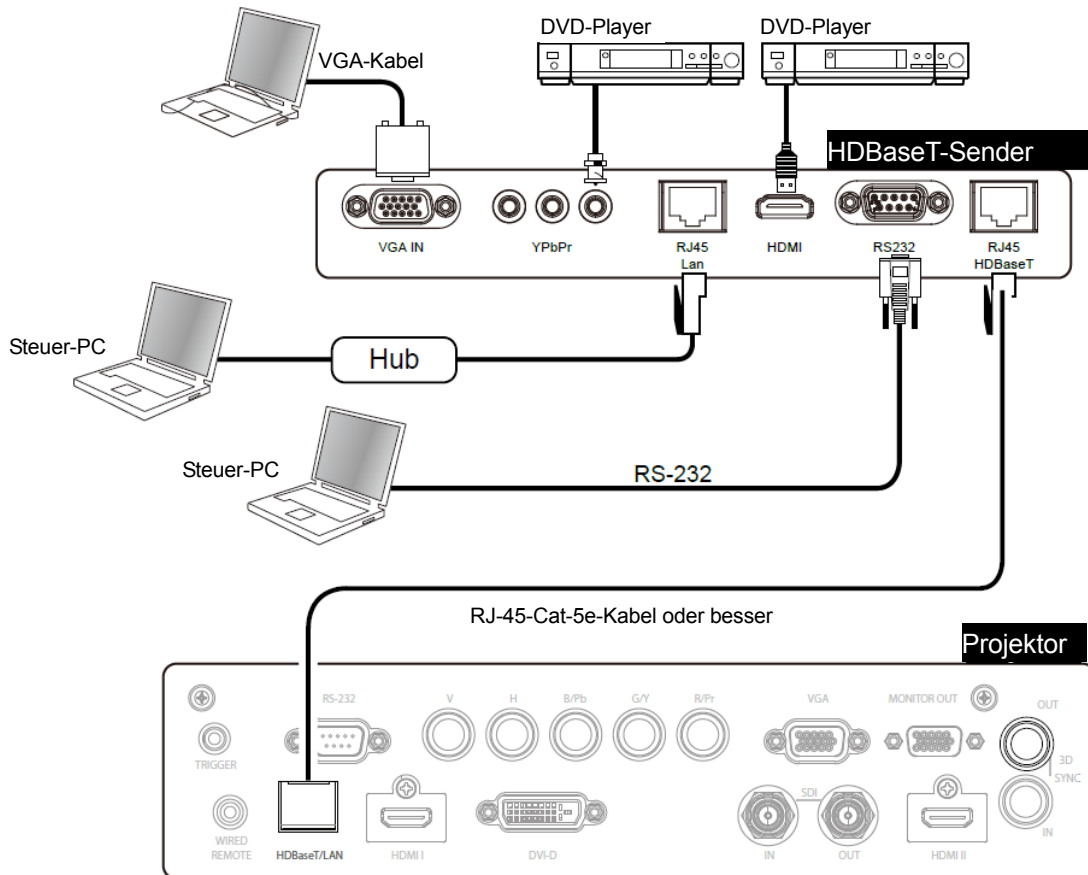 DVD-Player
DVD-Player
VGA-Kabel
HDBaseT-Sender
VGA IN
YPbPr
RJ45
Lan
HDMI
RS232
RJ45
HDBaseT
Steuer-PC
Hub
Steuer-PC
RS-232
RJ-45-Cat-5e-Kabel oder besser
Projektor
RS-232
V
H
B/Pb
G/Y
R/Pr
VGA
MONITOR OUT
OUT
TRIGGER
3D
SYNC
SDI
WIRED
REMOTE
HDBaseT/LAN
HDMI I
DVI-D
IN
OUT
HDMI II
IN